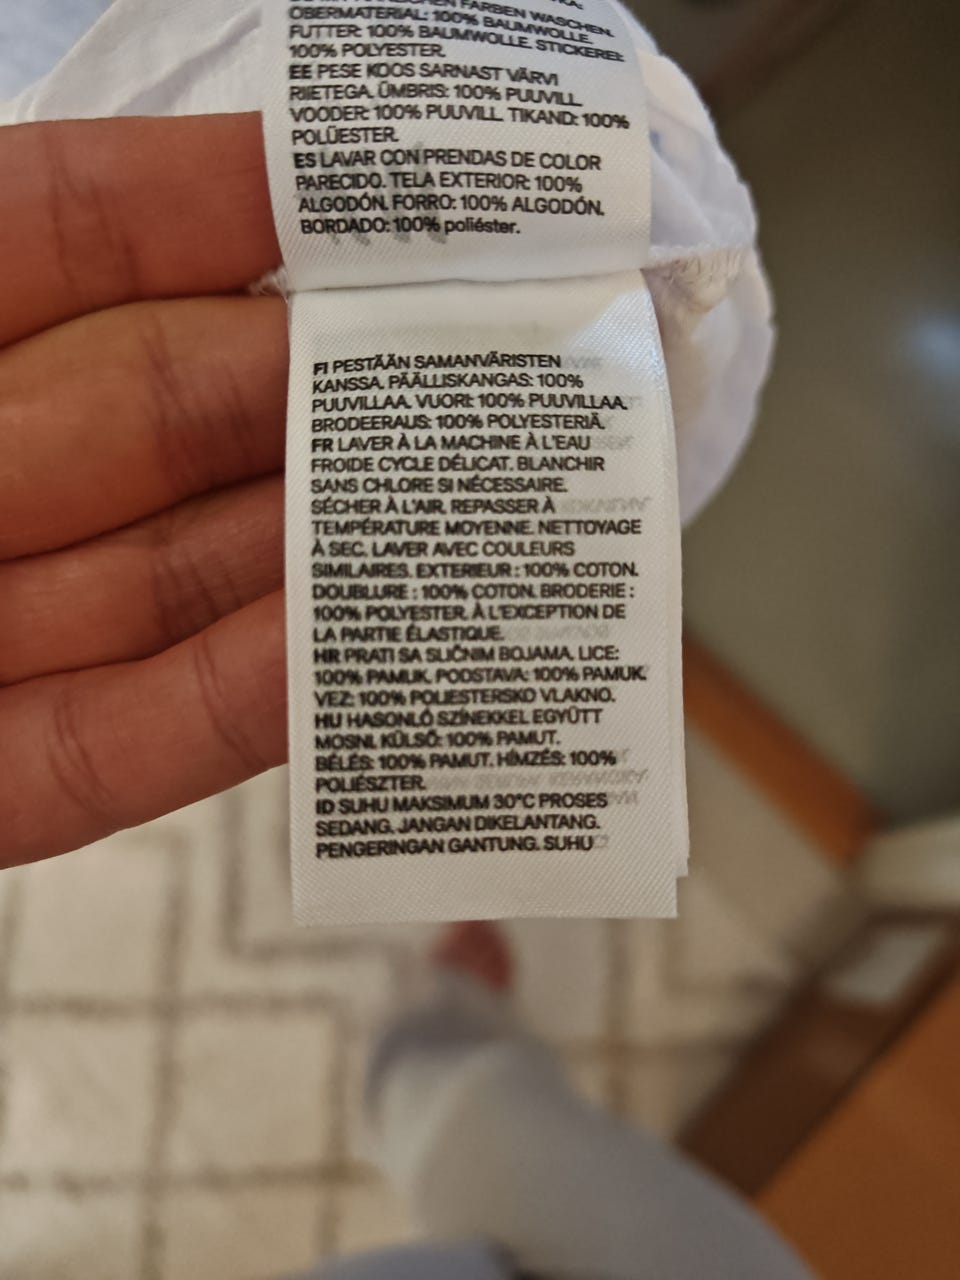 FARBEN WASCHEN.
OBERMATERIAL: 100% BAUMWOLLE.
FUTTER: 100% BAUMWOLLE. STICKEREI:
100% POLYESTER.
EE PESE KOOS SARNAST VÄRVI
RIIETEGA. ÜMBRIS: 100% PUUVILL.
VOODER: 100% PUUVILL. TIKAND: 100%
POLÜESTER.
ES LAVAR CON PRENDAS DE COLOR
PARECIDO. TELA EXTERIOR: 100%
ALGODÓN. FORRO: 100% ALGODÓN.
BORDADO: 100% poliéster.
FI PESTÄÄN SAMANVÄRISTEN
KANSSA. PÄÄLLISKANGAS: 100%
PUUVILLAA. VUORI: 100% PUUVILLAA.
BRODEERAUS: 100% POLYESTERIÄ.
FR LAVER À LA MACHINE À L'EAU
FROIDE CYCLE DÉLICAT. BLANCHIR
SANS CHLORE SI NÉCESSAIRE.
SÉCHER À L'AIR. REPASSER À
TEMPÉRATURE MOYENNE. NETTOYAGE
À SEC. LAVER AVEC COULEURS
SIMILAIRES. EXTERIEUR : 100% COTON.
DOUBLURE : 100% COTON. BRODERIE :
100% POLYESTER. À L'EXCEPTION DE
LA PARTIE ÉLASTIQUE.
HR PRATI SA SLIČNIM BOJAMA. LICE:
100% PAMUK. PODSTAVA: 100% PAMUK.
VEZ: 100% POLIESTERSKO VLAKNO.
HU HASONLÓ SZÍNEKKEL EGYÜTT
MOSNI. KÜLSŐ: 100% PAMUT.
BÉLÉS: 100% PAMUT. HÍMZÉS: 100%
POLIÉSZTER.
ID SUHU MAKSIMUM 30°C PROSES
SEDANG. JANGAN DIKELANTANG.
PENGERINGAN GANTUNG. SUHU